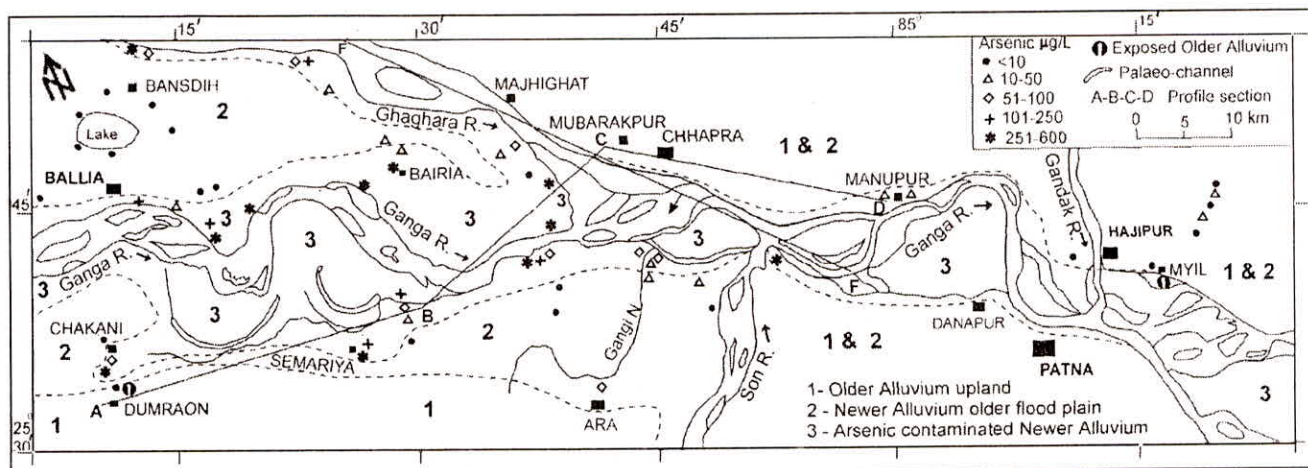 15'
30'
45'
85°
15'
N
F
Arsenic µg/L
<10
10-50
51-100
101-250
251-600
Exposed Older Alluvium
Palaeo-channel
A-B-C-D Profile section
0 5 10 km
BANSDIH
2
Lake
BALLIA
MAJHIGHAT
Ghaghara R.
MUBARAKPUR
C
CHHAPRA
1 & 2
BAIRIA
3
MANUPUR
D
Gandak R.
HAJIPUR
MYIL
1 & 2
45'
3
3
3
3
Ganga R.
Ganga R.
Ganga R.
3
3
3
F
B
CHAKANI
2
SEMARIYA
2
Gangi N.
Son R.
1 & 2
DANAPUR
PATNA
A
DUMRAON
1
1
ARA
1- Older Alluvium upland
2 - Newer Alluvium older flood plain
3 - Arsenic contaminated Newer Alluvium
3
25°
30'